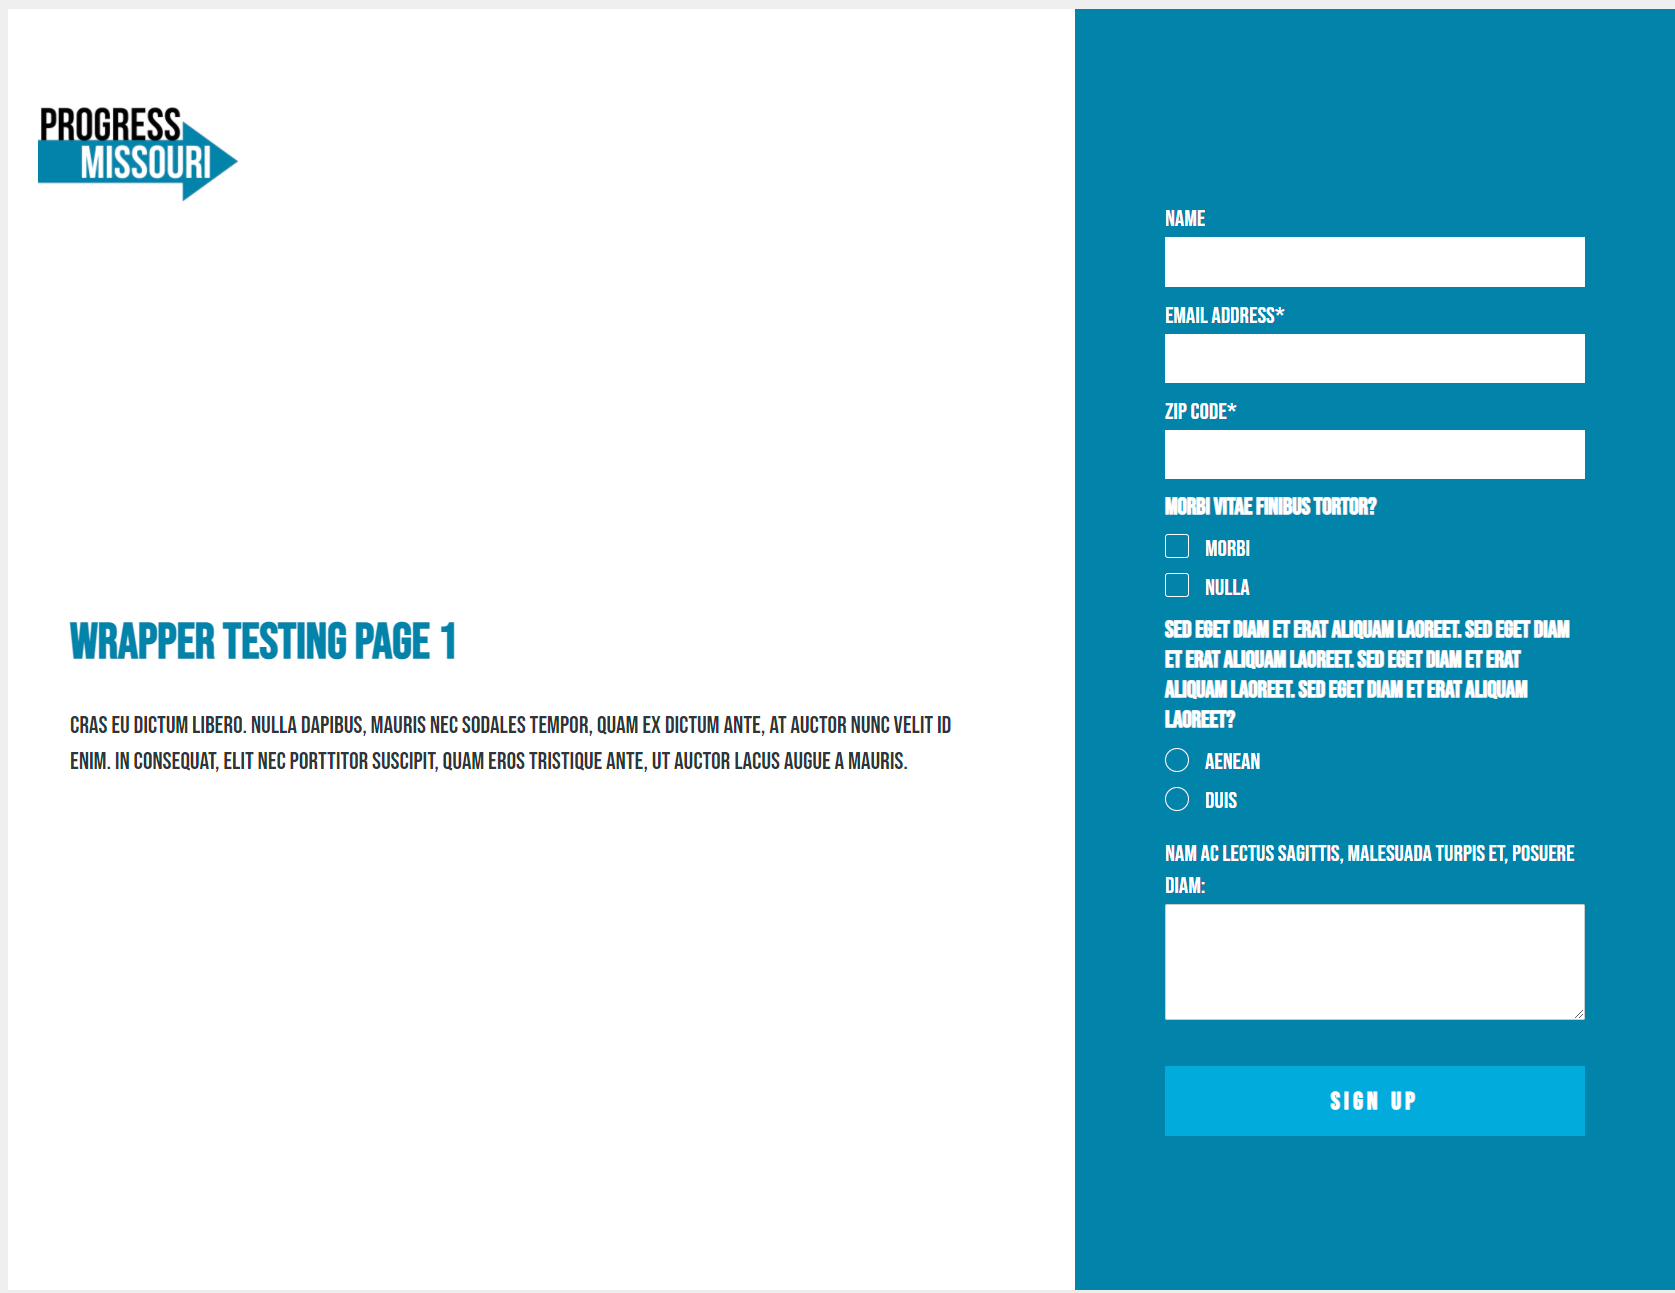 PROGRESS
MISSOURI
WRAPPER TESTING PAGE 1
CRAS EU DICTUM LIBERO. NULLA DAPIBUS, MAURIS NEC SODALES TEMPOR, QUAM EX DICTUM ANTE, AT AUCTOR NUNC VELIT ID
ENIM. IN CONSEQUAT, ELIT NEC PORTTITOR SUSCIPIT, QUAM EROS TRISTIQUE ANTE, UT AUCTOR LACUS AUGUE A MAURIS.
NAME
EMAIL ADDRESS*
ZIP CODE*
MORBI VITAE FINIBUS TORTOR?
MORBI
NULLA
SED EGET DIAM ET ERAT ALIQUAM LAOREET. SED EGET DIAM
ET ERAT ALIQUAM LAOREET. SED EGET DIAM ET ERAT
ALIQUAM LAOREET. SED EGET DIAM ET ERAT ALIQUAM
LAOREET?
AENEAN
DUIS
NAM AC LECTUS SAGITTIS, MALESUADA TURPIS ET, POSUERE
DIAM:
SIGN UP